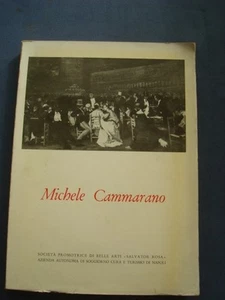 Michele Cammarano
SOCIETÀ PROMOTRICE DI BELLE ARTI «SALVATOR ROSA»
AZIENDA AUTONOMA DI SOGGIORNO CURA E TURISMO DI NAPOLI